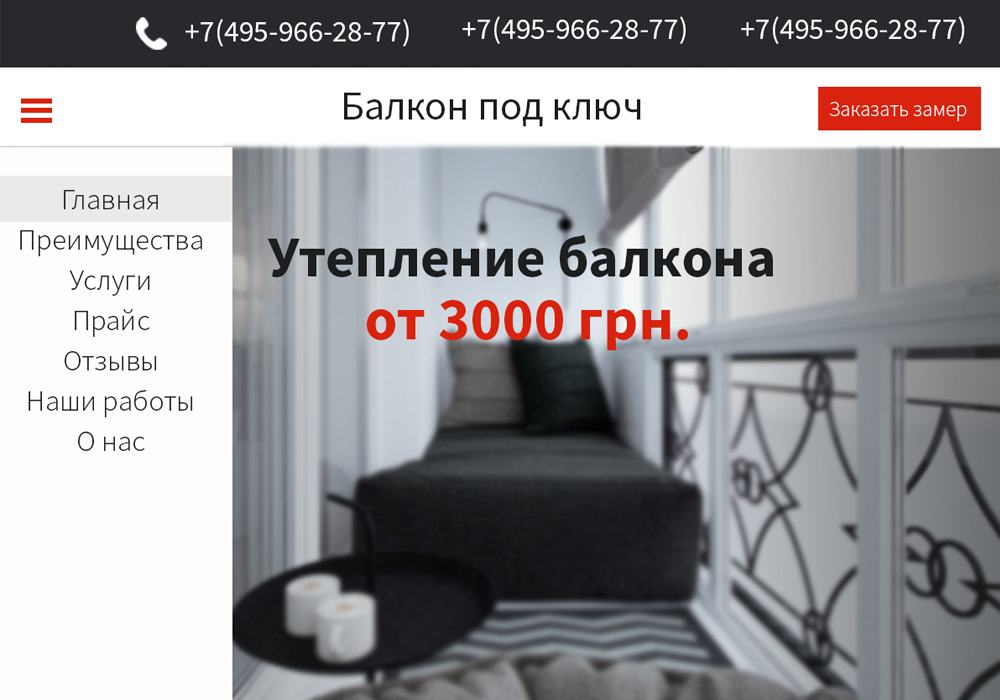 +7(495-966-28-77) +7(495-966-28-77) +7(495-966-28-77)
Балкон под ключ
Заказать замер
Главная
Преимущества
Услуги
Прайс
Отзывы
Наши работы
О нас
Утепление балкона
от 3000 грн.